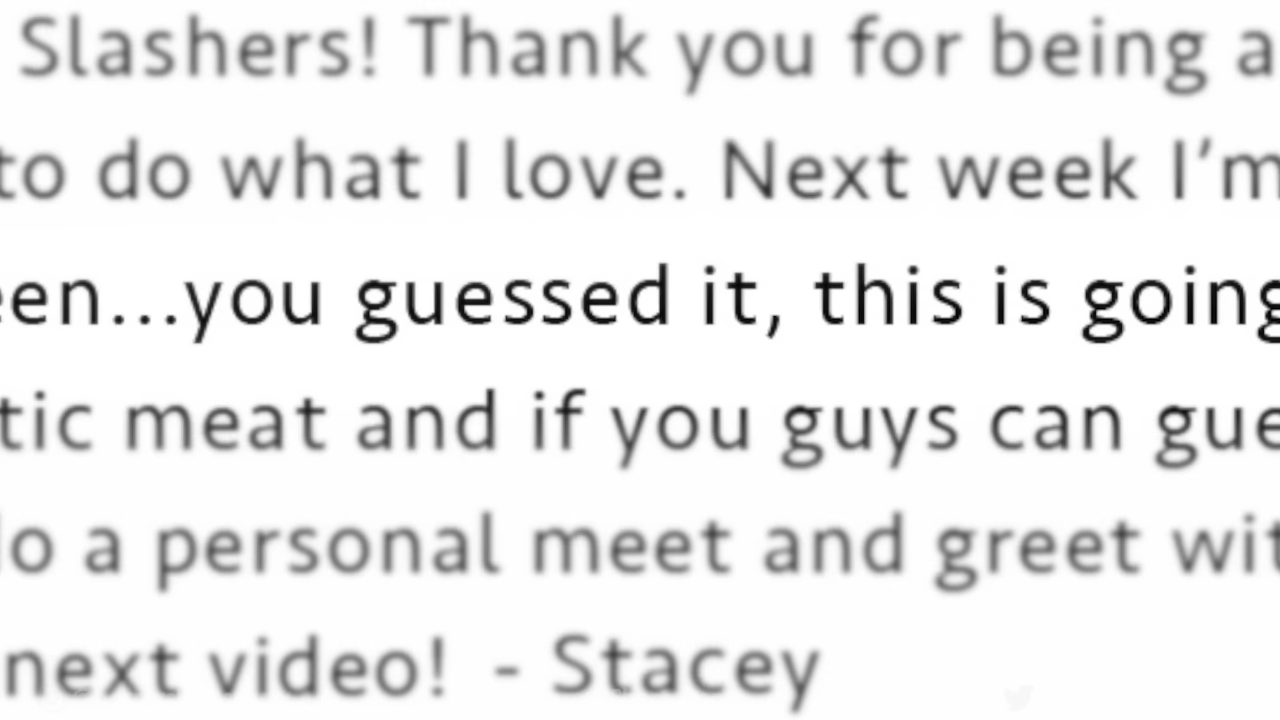 Slashers! Thank you for being a
to do what I love. Next week I'm
een...you guessed it, this is going
tic meat and if you guys can gue
do a personal meet and greet wit
next video! - Stacey